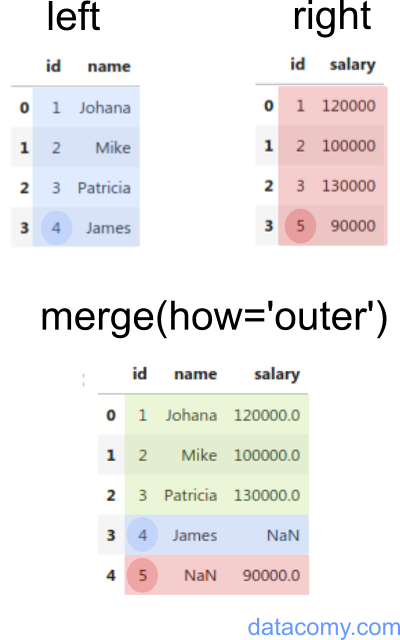 left
right
id name
0 1 Johana
1 2 Mike
2 3 Patricia
3 4 James
id salary
0 1 120000
1 2 100000
2 3 130000
3 5 90000
merge(how='outer')
id name salary
0 1 Johana 120000.0
1 2 Mike 100000.0
2 3 Patricia 130000.0
3 4 James NaN
4 5 NaN 90000.0
datacomy.com